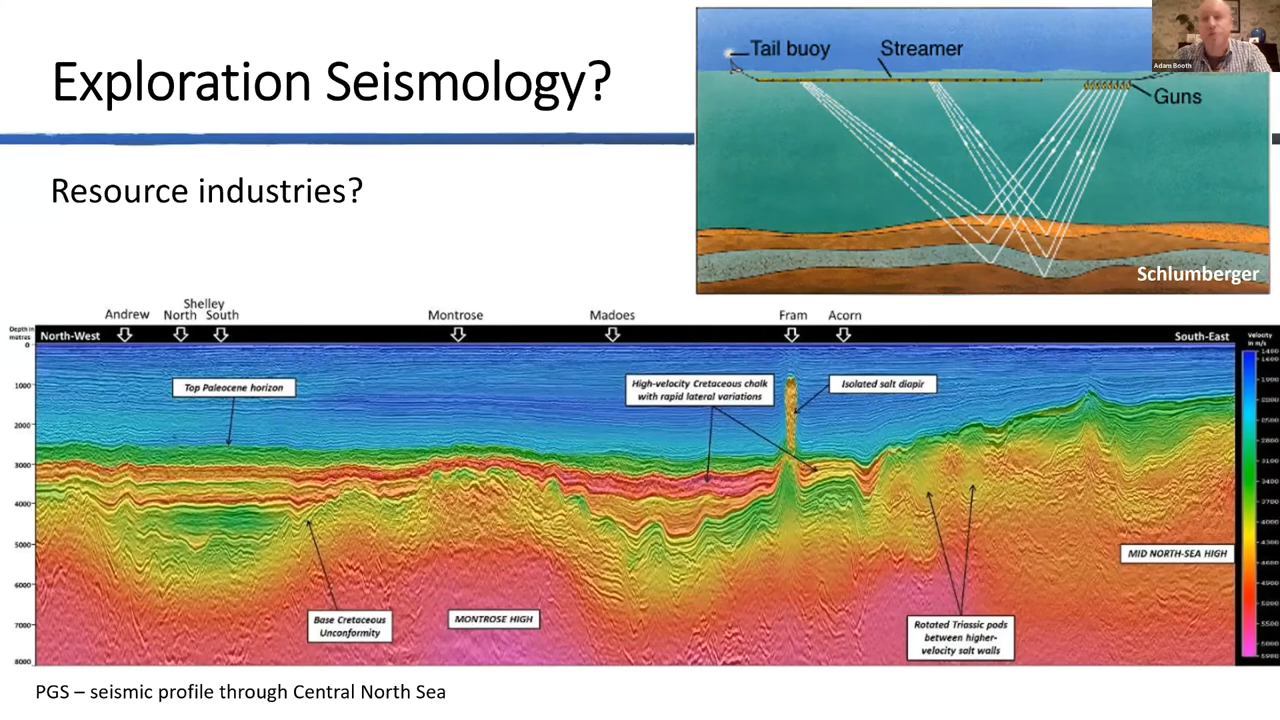 Exploration Seismology?
Resource industries?
Tail buoy
Streamer
Guns
Schlumberger
Adam Booth
Andrew
Shelley
North South
Montrose
Madoes
Fram
Acorn
Depth in
metres
North-West
South-East
Velocity
in m/s
0
1000
2000
3000
4000
5000
6000
7000
8000
Top Paleocene horizon
High-velocity Cretaceous chalk
with rapid lateral variations
Isolated salt diapir
Base Cretaceous
Unconformity
MONTROSE HIGH
Rotated Triassic pods
between higher-
velocity salt walls
MID NORTH-SEA HIGH
PGS – seismic profile through Central North Sea